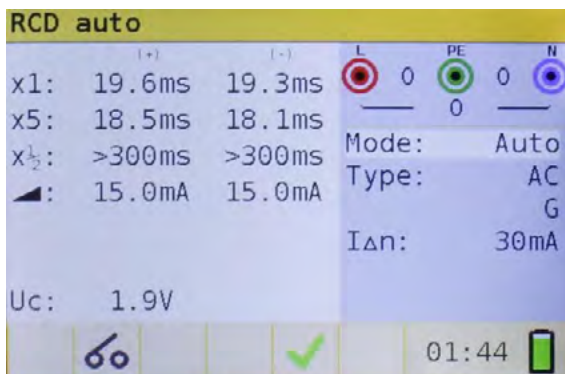 RCD auto
(+) (-)
x1: 19.6ms 19.3ms
x5: 18.5ms 18.1ms
x½: >300ms >300ms
: 15.0mA 15.0mA
Uc: 1.9V
L PE N
0 0
0
Mode: Auto
Type: AC
G
IΔn: 30mA
01:44